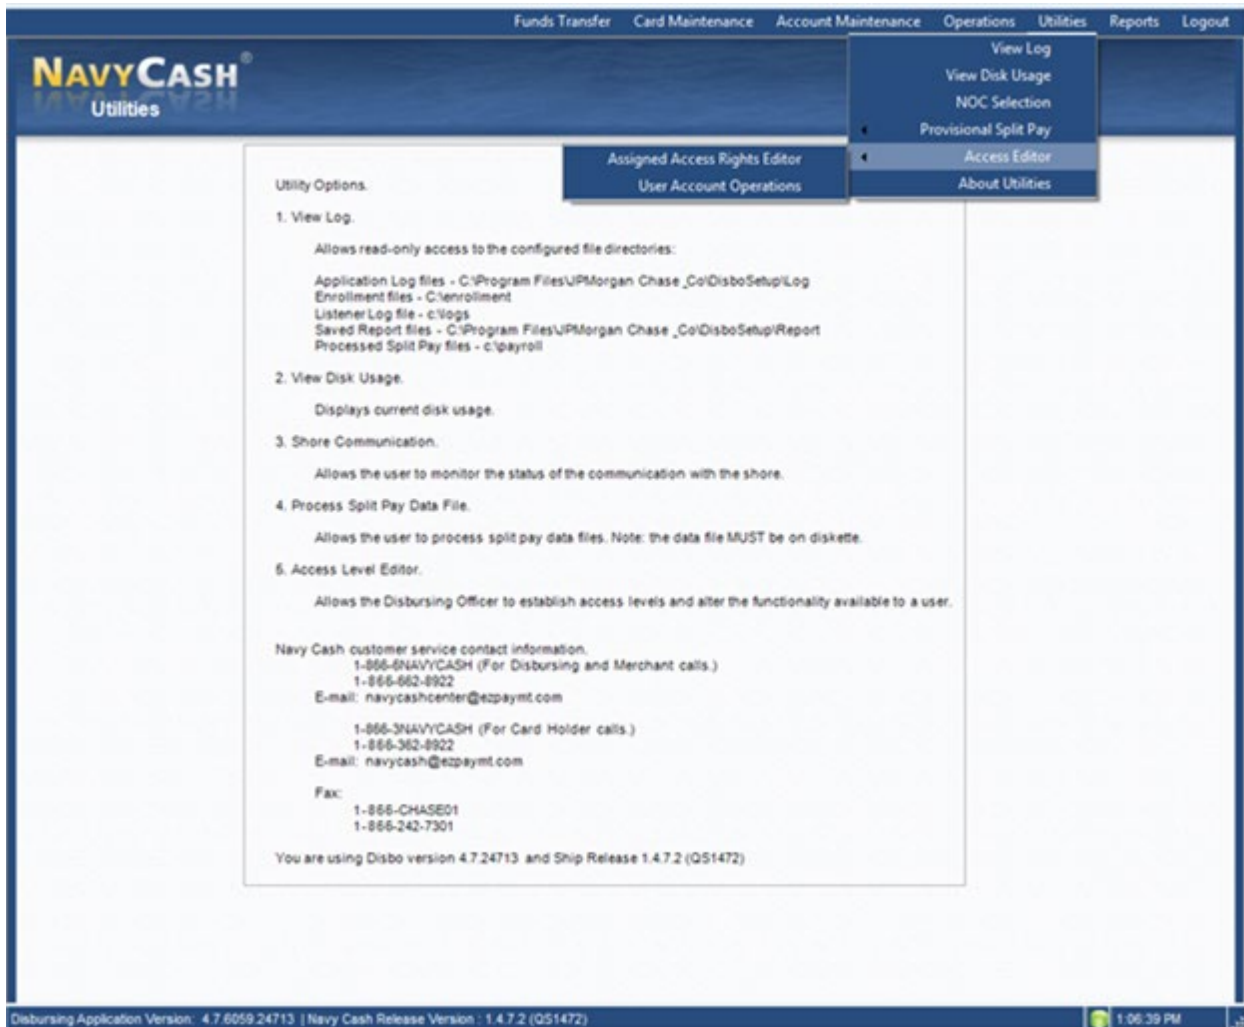 Funds Transfer Card Maintenance Account Maintenance Operations Utilities Reports Logout
NAVYCASH®
Utilities
View Log
View Disk Usage
NOC Selection
Provisional Split Pay
Access Editor
About Utilities
Assigned Access Rights Editor
User Account Operations
Utility Options.
1. View Log.
Allows read-only access to the configured file directories:
Application Log files - C:\Program Files\JPMorgan Chase _Co\DisboSetup\Log
Enrollment files - C:\enrollment
Listener Log file - c:\logs
Saved Report files - C:\Program Files\JPMorgan Chase _Co\DisboSetup\Report
Processed Split Pay files - c:\payroll
2. View Disk Usage.
Displays current disk usage.
3. Shore Communication.
Allows the user to monitor the status of the communication with the shore.
4. Process Split Pay Data File.
Allows the user to process split pay data files. Note: the data file MUST be on diskette.
5. Access Level Editor.
Allows the Disbursing Officer to establish access levels and alter the functionality available to a user.
Navy Cash customer service contact information.
1-866-6NAVYCASH (For Disbursing and Merchant calls.)
1-866-662-8922
E-mail: navycashcenter@ezpaymt.com
1-866-3NAVYCASH (For Card Holder calls.)
1-866-362-8922
E-mail: navycash@ezpaymt.com
Fax:
1-866-CHASE01
1-866-242-7301
You are using Disbo version 4.7.24713 and Ship Release 1.4.7.2 (QS1472)
Disbursing Application Version: 4.7.6059.24713 | Navy Cash Release Version : 1.4.7.2 (QS1472)
1:06:39 PM